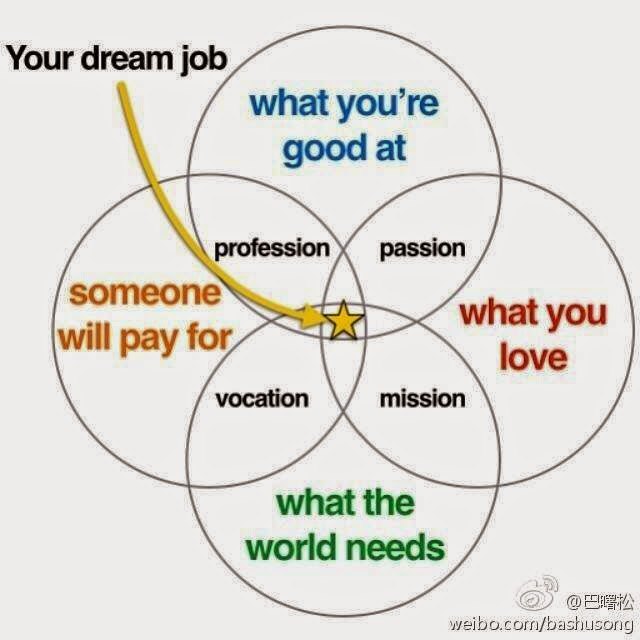 Your dream job
what you're
good at
profession
passion
someone
will pay for
what you
love
vocation
mission
what the
world needs
@巴曙松
weibo.com/bashusong